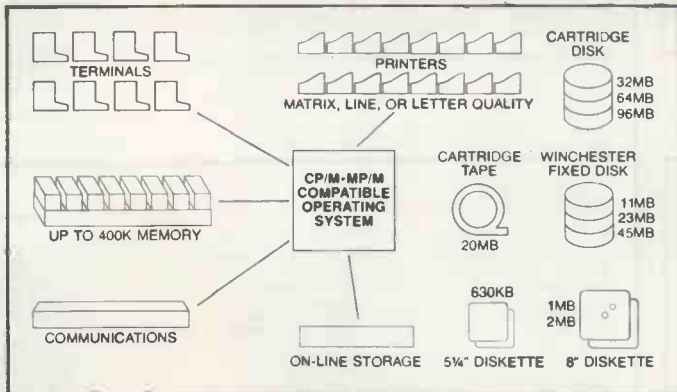 TERMINALS
PRINTERS
MATRIX, LINE, OR LETTER QUALITY
CARTRIDGE
DISK
32MB
64MB
96MB
UP TO 400K MEMORY
CP/M-MP/M
COMPATIBLE
OPERATING
SYSTEM
CARTRIDGE
TAPE
20MB
WINCHESTER
FIXED DISK
11MB
23MB
45MB
COMMUNICATIONS
ON-LINE STORAGE
630KB
5¼" DISKETTE
1MB
2MB
8" DISKETTE